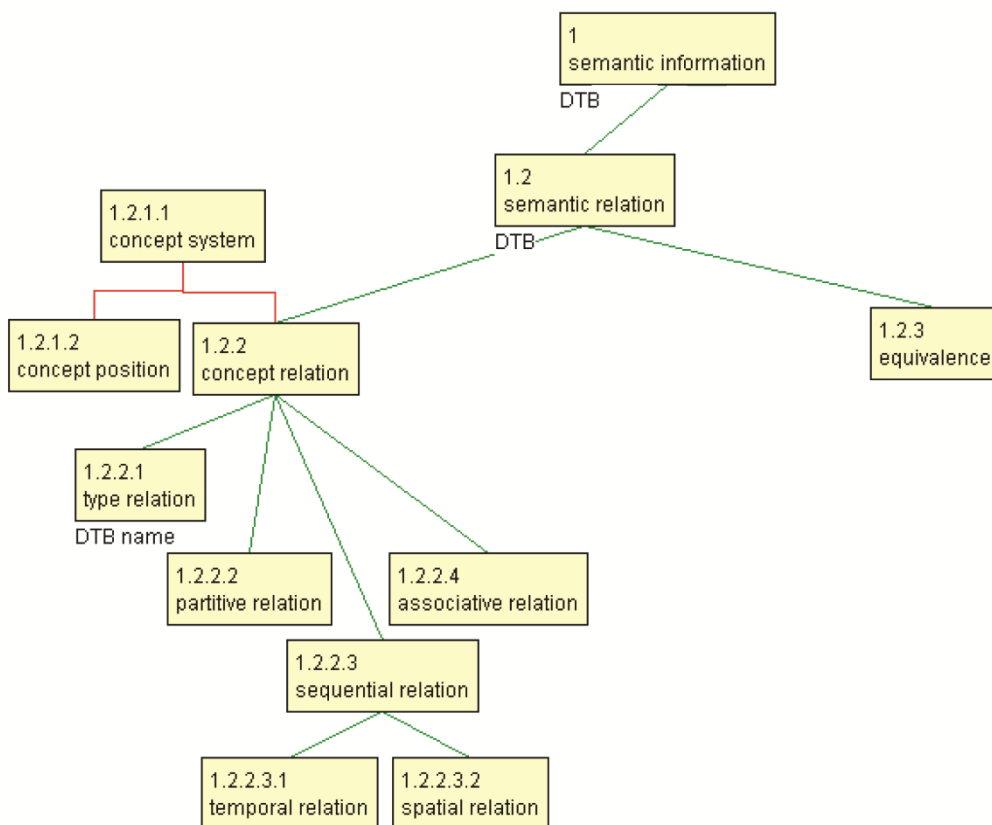 1
semantic information
DTB
1.2
semantic relation
DTB
1.2.1.1
concept system
1.2.1.2
concept position
1.2.2
concept relation
1.2.3
equivalence
1.2.2.1
type relation
DTB name
1.2.2.2
partitive relation
1.2.2.4
associative relation
1.2.2.3
sequential relation
1.2.2.3.1
temporal relation
1.2.2.3.2
spatial relation